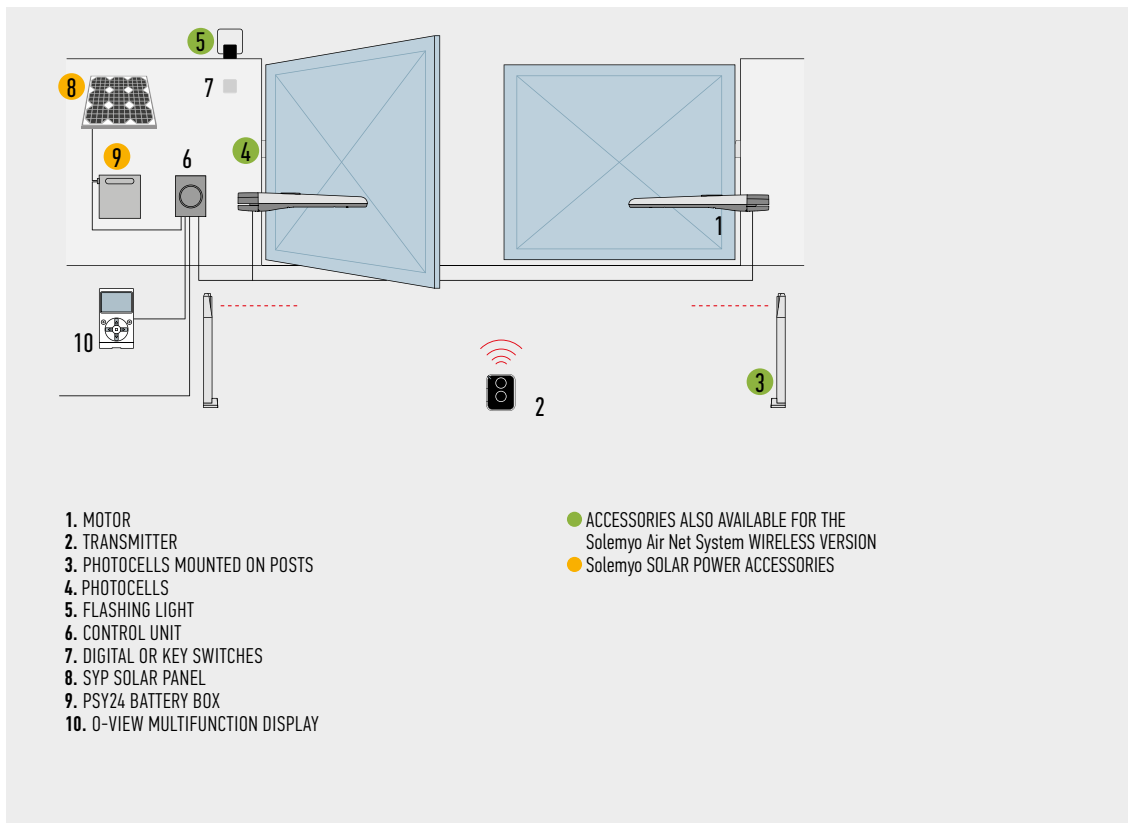 5
8
7
4
9
6
1
10
3
2
1. MOTOR
2. TRANSMITTER
3. PHOTOCELLS MOUNTED ON POSTS
4. PHOTOCELLS
5. FLASHING LIGHT
6. CONTROL UNIT
7. DIGITAL OR KEY SWITCHES
8. SYP SOLAR PANEL
9. PSY24 BATTERY BOX
10. O-VIEW MULTIFUNCTION DISPLAY
ACCESSORIES ALSO AVAILABLE FOR THE
Solemyo Air Net System WIRELESS VERSION
Solemyo SOLAR POWER ACCESSORIES